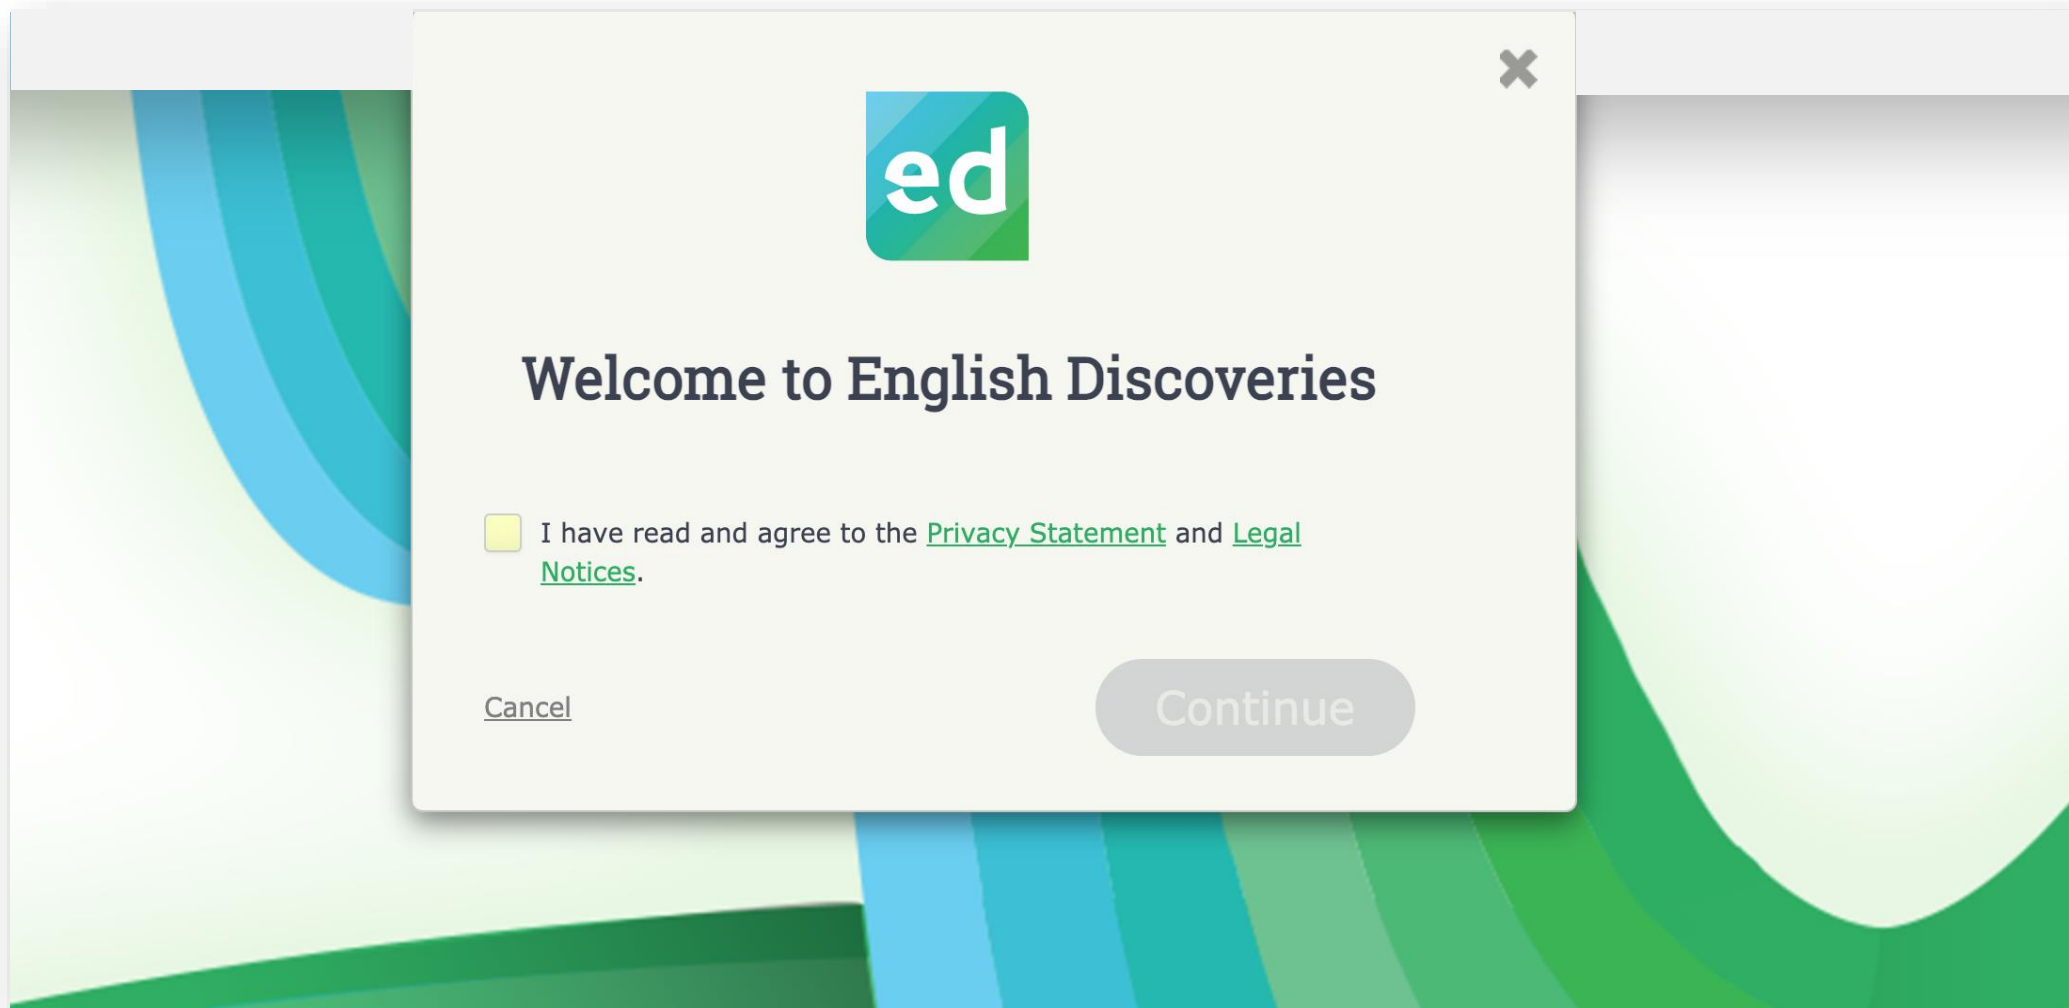 ed
Welcome to English Discoveries
I have read and agree to the Privacy Statement and Legal
Notices.
Cancel
Continue